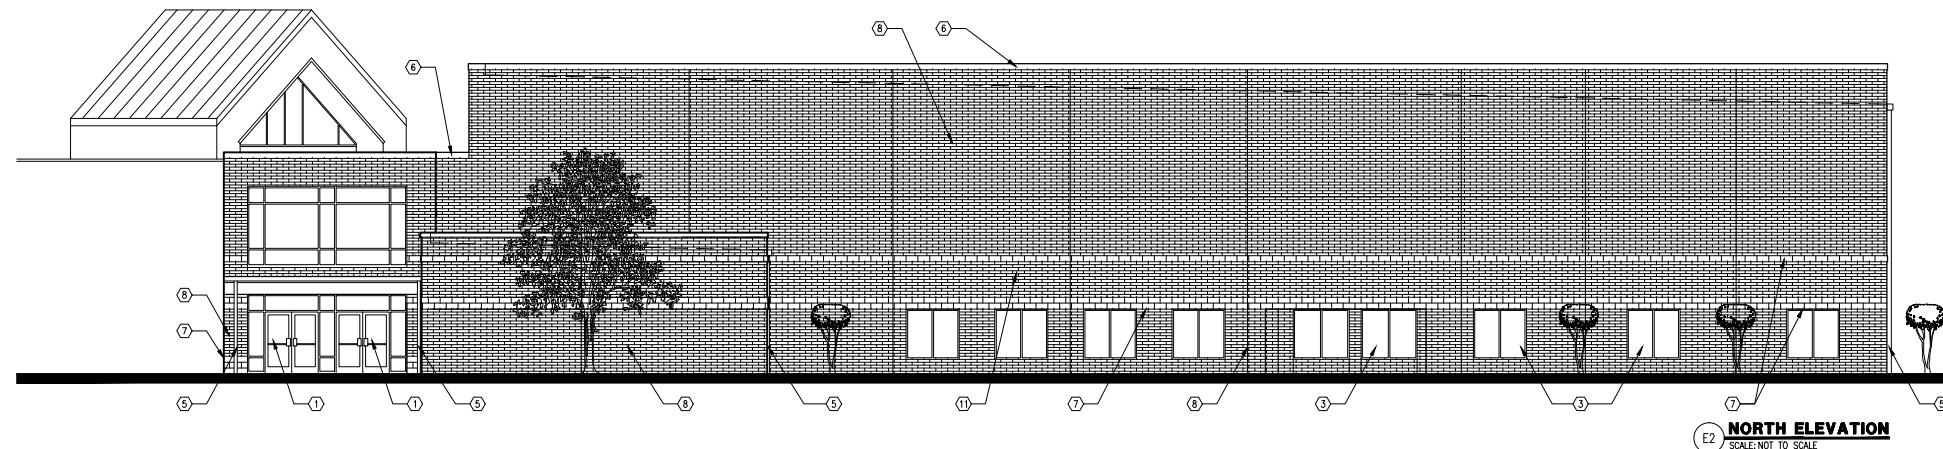 8 6
6
8
7
5 1 1 5 8 5 11 7 8 3 3 7 5
E2 NORTH ELEVATION
SCALE: NOT TO SCALE